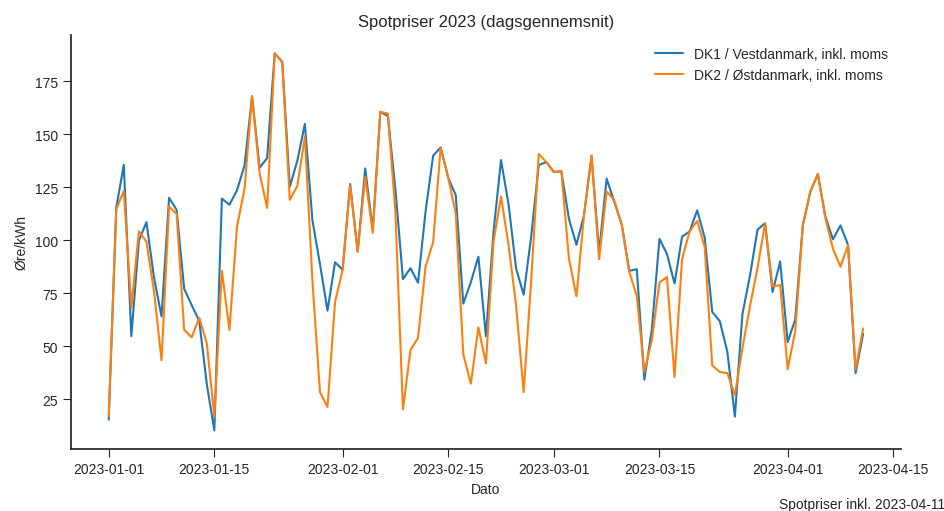 Spotpriser 2023 (dagsgennemsnit)
DK1 / Vestdanmark, inkl. moms
DK2 / Østdanmark, inkl. moms
175
150
125
100
75
50
25
Øre/kWh
2023-01-01
2023-01-15
2023-02-01
2023-02-15
2023-03-01
2023-03-15
2023-04-01
2023-04-15
Dato
Spotpriser inkl. 2023-04-11